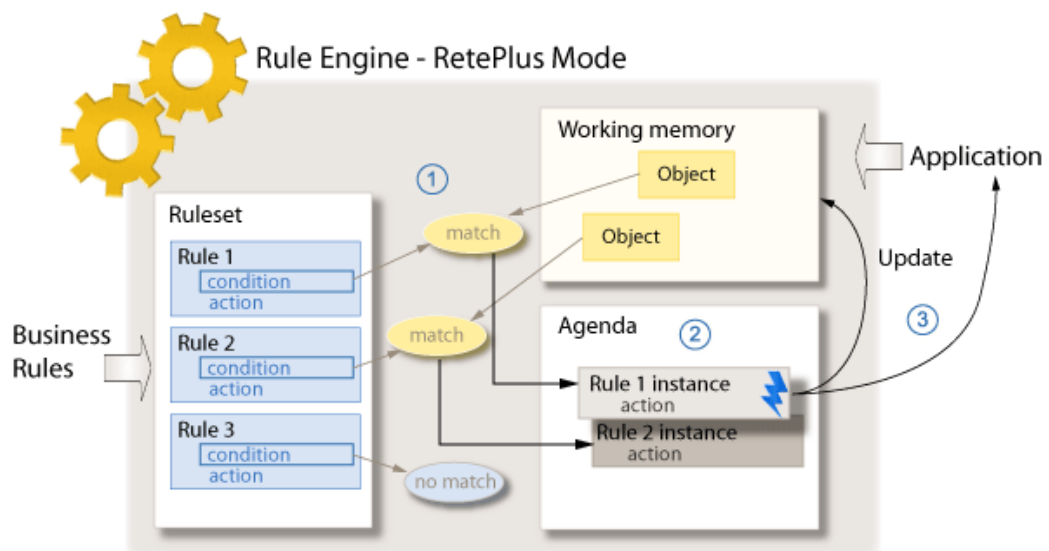 Rule Engine - RetePlus Mode
Working memory
Application
Object
1
Ruleset
match
Object
Rule 1
condition
action
Update
Business
Rules
Rule 2
condition
action
match
Agenda
2
3
Rule 1 instance
action
Rule 2 instance
action
Rule 3
condition
action
no match